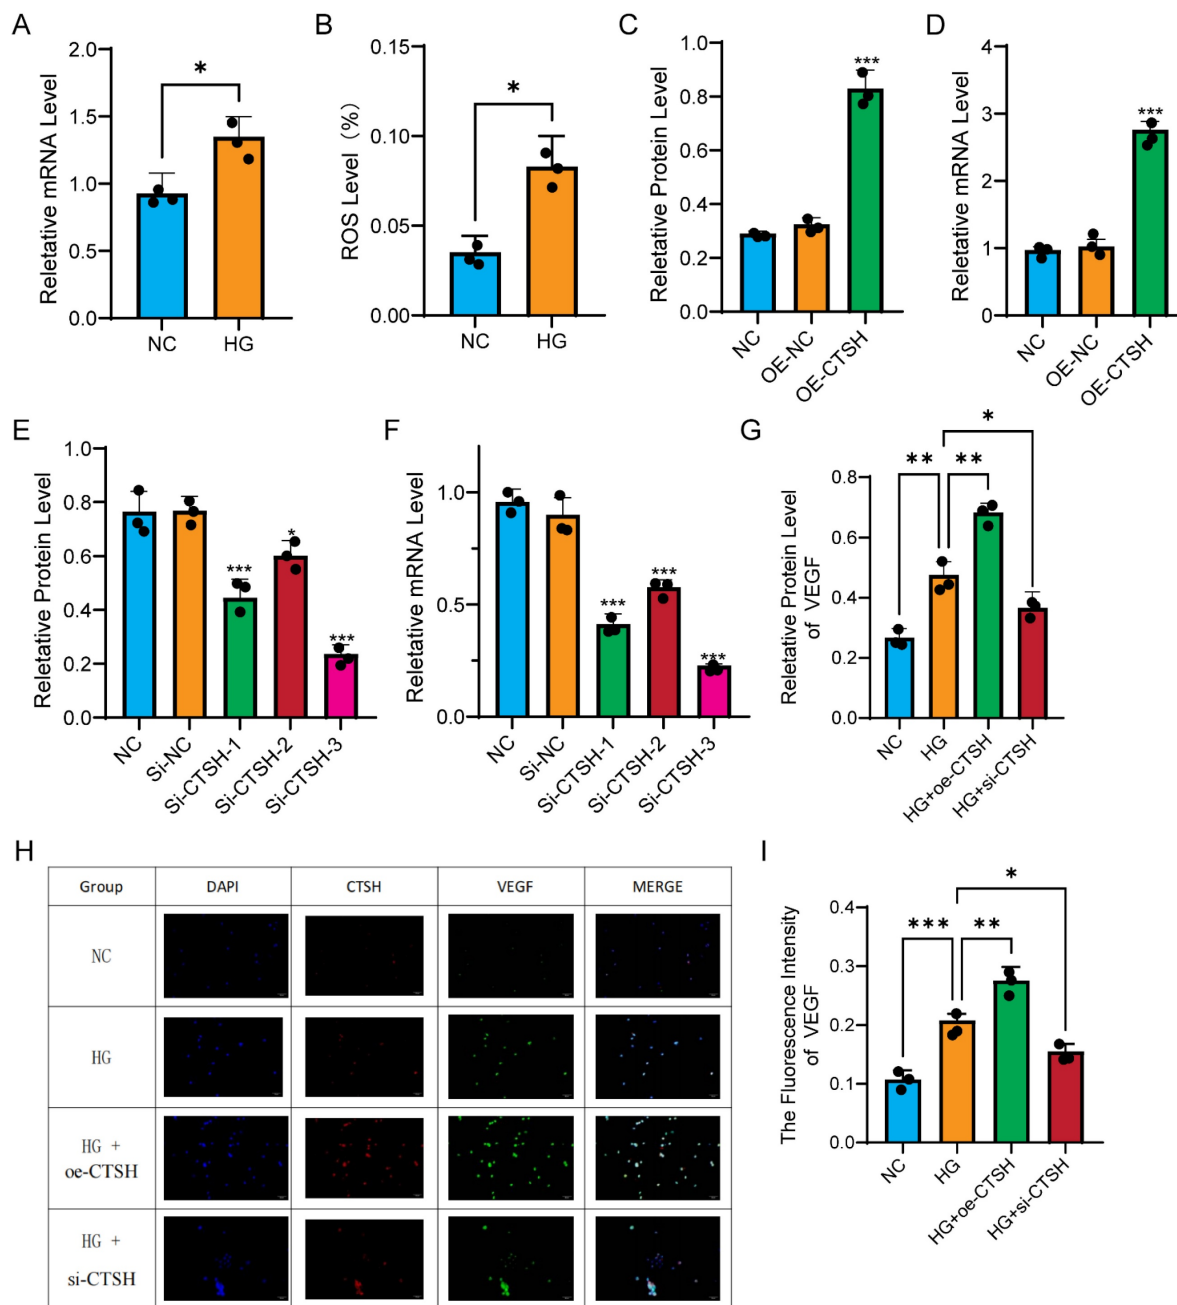 A
Reletative mRNA Level
2.0
1.5
1.0
0.5
0.0
*
NC
HG
B
ROS Level (%)
0.15
0.10
0.05
0.00
*
NC
HG
C
Reletative Protein Level
1.0
0.8
0.6
0.4
0.2
0.0
***
NC
OE-NC
OE-CTSH
D
Reletative mRNA Level
4
3
2
1
0
***
NC
OE-NC
OE-CTSH
E
Reletative Protein Level
1.0
0.8
0.6
0.4
0.2
0.0
***
*
***
NC
Si-NC
Si-CTSH-1
Si-CTSH-2
Si-CTSH-3
F
Reletative mRNA Level
1.0
0.5
0.0
***
***
***
NC
Si-NC
Si-CTSH-1
Si-CTSH-2
Si-CTSH-3
G
Reletative Protein Level
of VEGF
0.8
0.6
0.4
0.2
0.0
*
** **
NC
HG
HG+oe-CTSH
HG+si-CTSH
H
Group DAPI CTSH VEGF MERGE
NC
HG
HG +
oe-CTSH
HG +
si-CTSH
I
The Fluorescence Intensity
of VEGF
0.4
0.3
0.2
0.1
0.0
*
*** **
NC
HG
HG+oe-CTSH
HG+si-CTSH